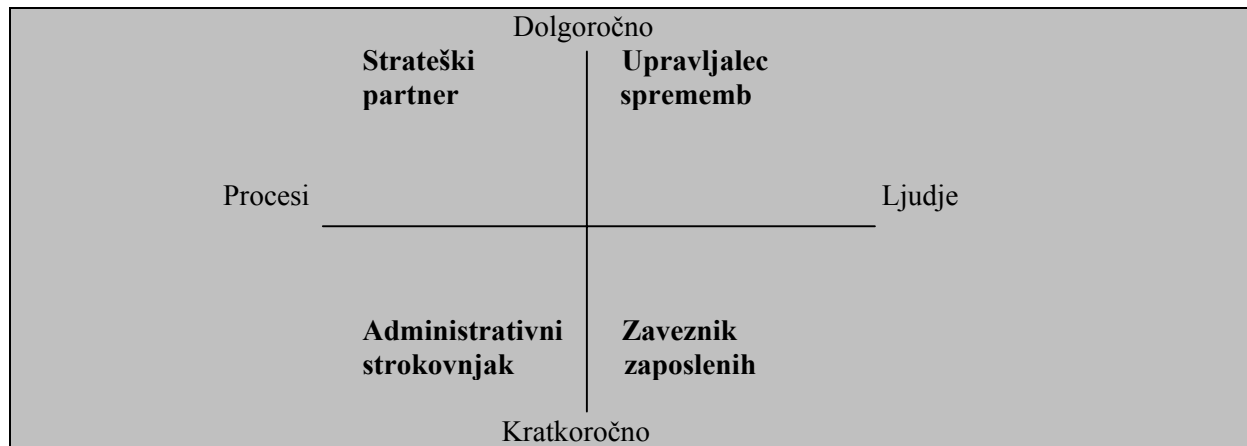 Dolgoročno
Strateški
partner
Upravljalec
sprememb
Procesi
Ljudje
Administrativni
strokovnjak
Zaveznik
zaposlenih
Kratkoročno